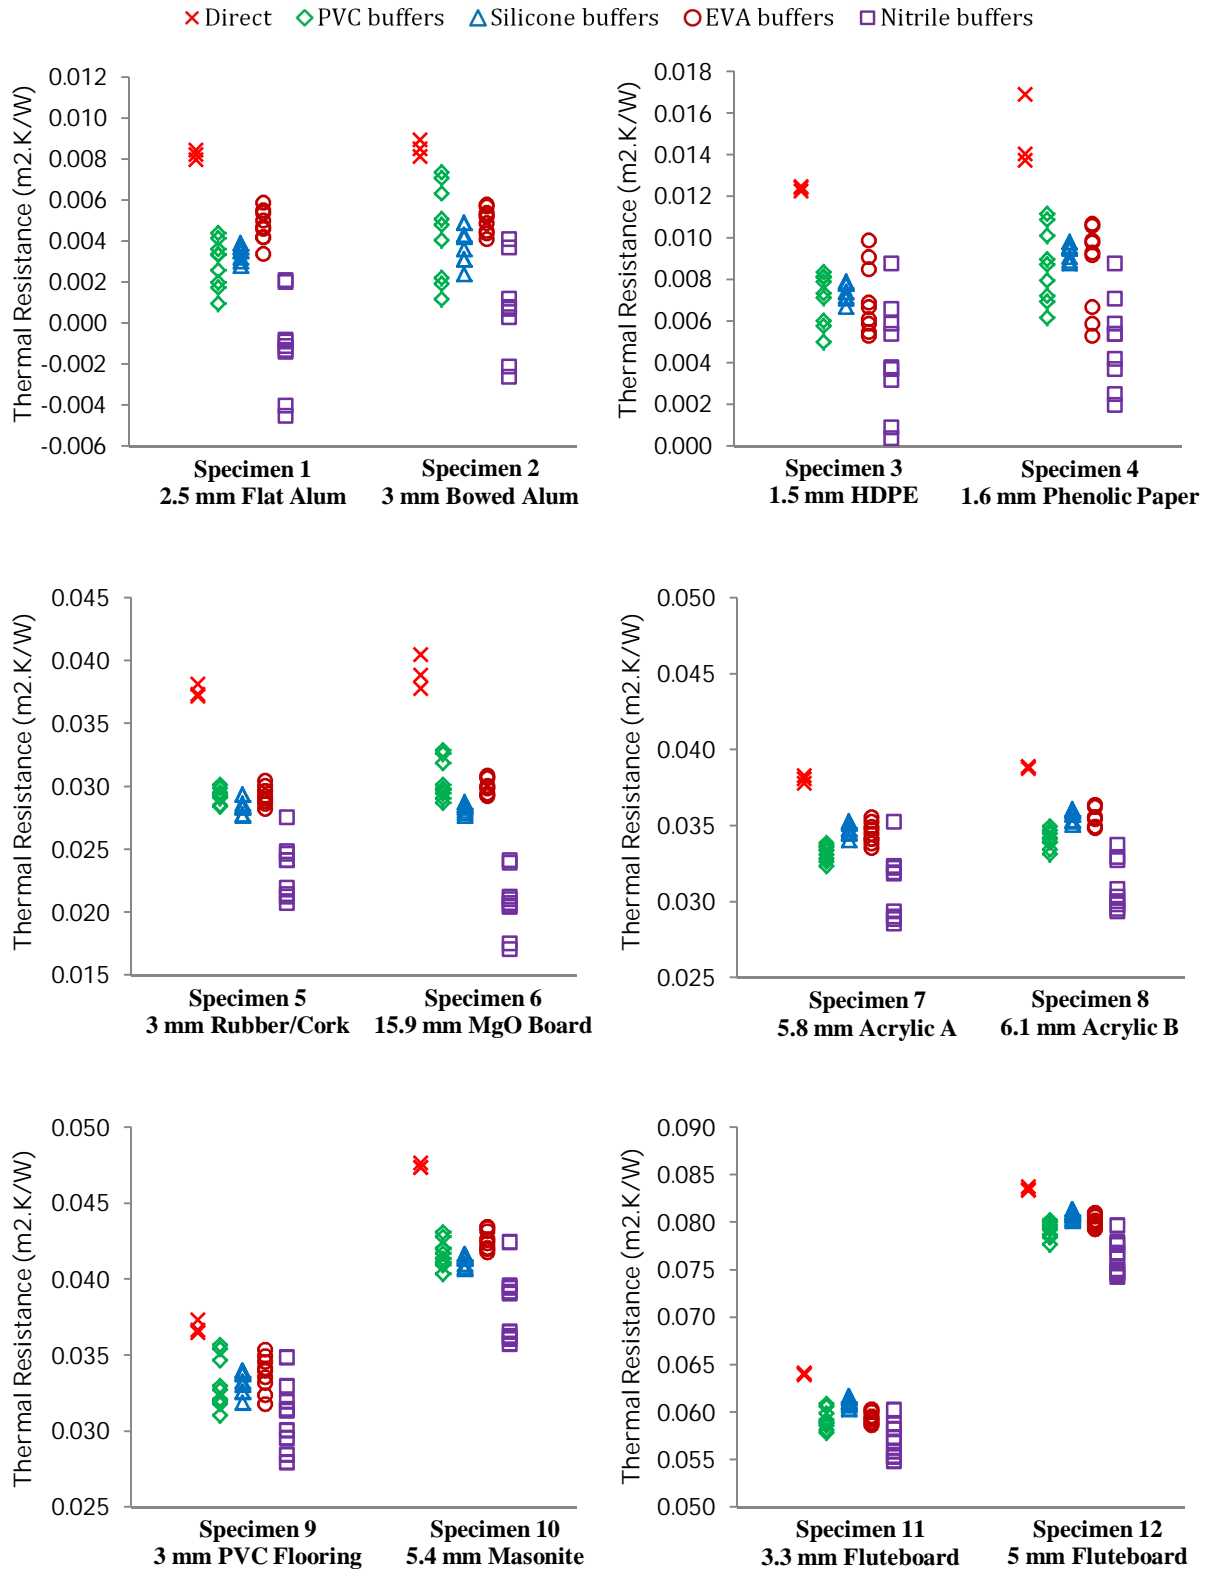 Direct PVC buffers Silicone buffers EVA buffers Nitrile buffers
Thermal Resistance (m2.K/W)
0.012
0.010
0.008
0.006
0.004
0.002
0.000
-0.002
-0.004
-0.006
Specimen 1
2.5 mm Flat Alum
Specimen 2
3 mm Bowed Alum
Thermal Resistance (m2.K/W)
0.018
0.016
0.014
0.012
0.010
0.008
0.006
0.004
0.002
0.000
Specimen 3
1.5 mm HDPE
Specimen 4
1.6 mm Phenolic Paper
Thermal Resistance (m2.K/W)
0.045
0.040
0.035
0.030
0.025
0.020
0.015
Specimen 5
3 mm Rubber/Cork
Specimen 6
15.9 mm MgO Board
Thermal Resistance (m2.K/W)
0.050
0.045
0.040
0.035
0.030
0.025
Specimen 7
5.8 mm Acrylic A
Specimen 8
6.1 mm Acrylic B
Thermal Resistance (m2.K/W)
0.050
0.045
0.040
0.035
0.030
0.025
Specimen 9
3 mm PVC Flooring
Specimen 10
5.4 mm Masonite
Thermal Resistance (m2.K/W)
0.090
0.085
0.080
0.075
0.070
0.065
0.060
0.055
0.050
Specimen 11
3.3 mm Fluteboard
Specimen 12
5 mm Fluteboard